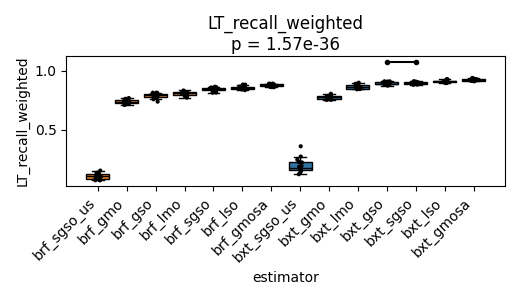 LT_recall_weighted
p = 1.57e-36
LT_recall_weighted
1.0
0.5
brf_sgso_us
brf_gmo
brf_gso
brf_lmo
brf_sgso
brf_lso
brf_gmosa
bxt_sgso_us
bxt_gmo
bxt_lmo
bxt_gso
bxt_sgso
bxt_lso
bxt_gmosa
estimator